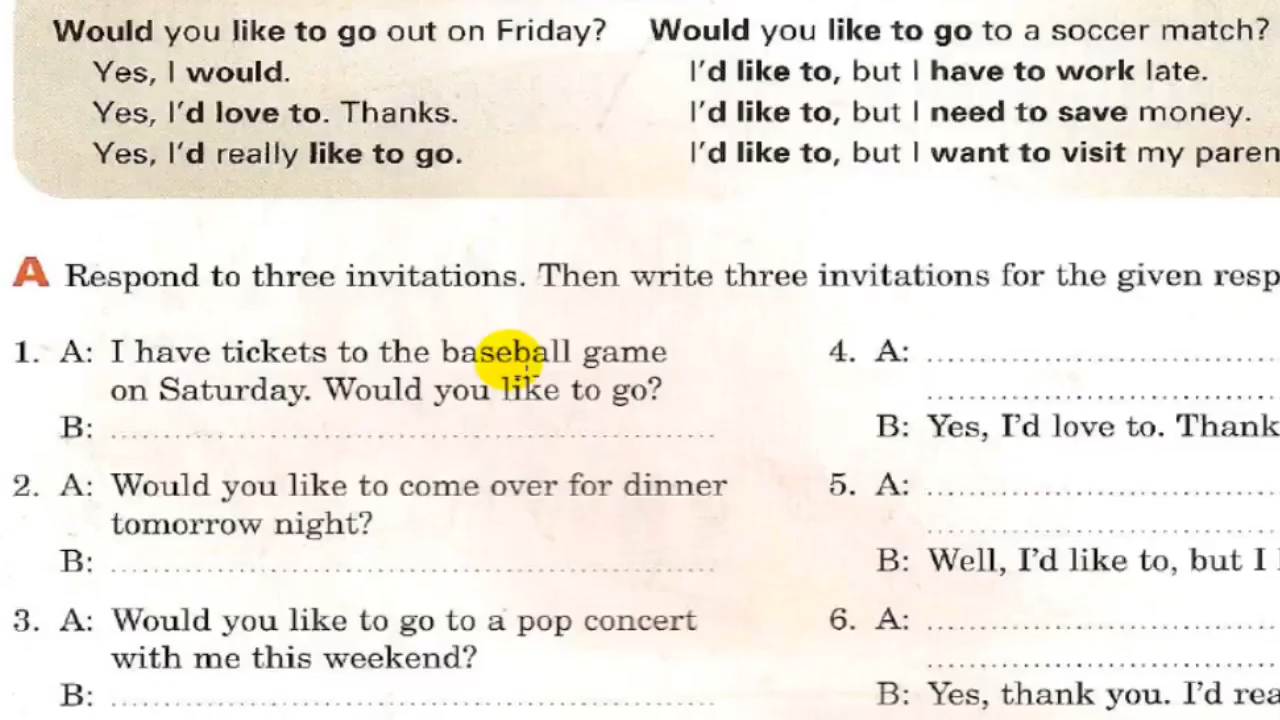 Would you like to go out on Friday?
Yes, I would.
Yes, I'd love to. Thanks.
Yes, I'd really like to go.
Would you like to go to a soccer match?
I'd like to, but I have to work late.
I'd like to, but I need to save money.
I'd like to, but I want to visit my paren
A Respond to three invitations. Then write three invitations for the given resp
1. A: I have tickets to the baseball game
on Saturday. Would you like to go?
B:
2. A: Would you like to come over for dinner
tomorrow night?
B:
3. A: Would you like to go to a pop concert
with me this weekend?
B:
4. A:
B: Yes, I'd love to. Thank
5. A:
B: Well, I'd like to, but I
6. A:
B: Yes, thank you. I'd rea